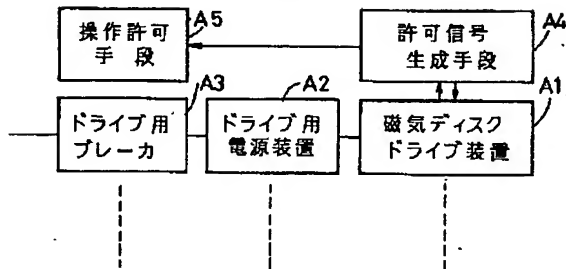 操作許可
手段
A5
許可信号
生成手段
A4
ドライブ用
ブレーカ
A3
ドライブ用
電源装置
A2
磁気ディスク
ドライブ装置
A1